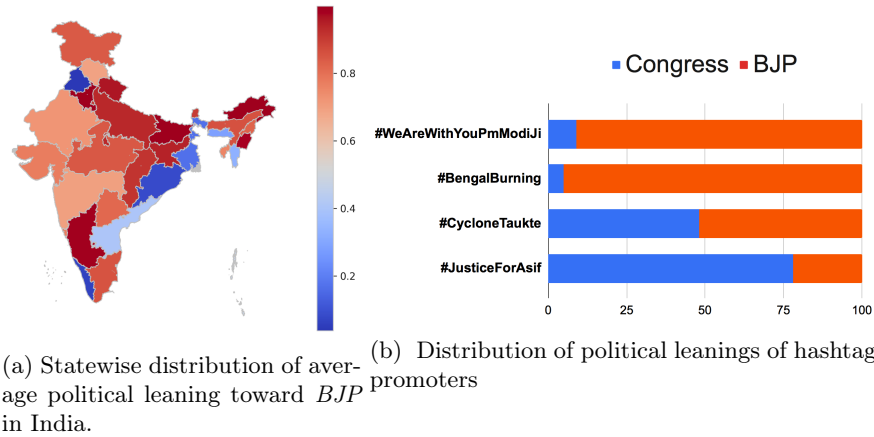 0.8
0.6
0.4
0.2
(a) Statewise distribution of aver-
age political leaning toward BJP
in India.
Congress BJP
#WeAreWithYouPmModiJi
#BengalBurning
#CycloneTaukte
#JusticeForAsif
0 25 50 75 100
(b) Distribution of political leanings of hashtag
promoters